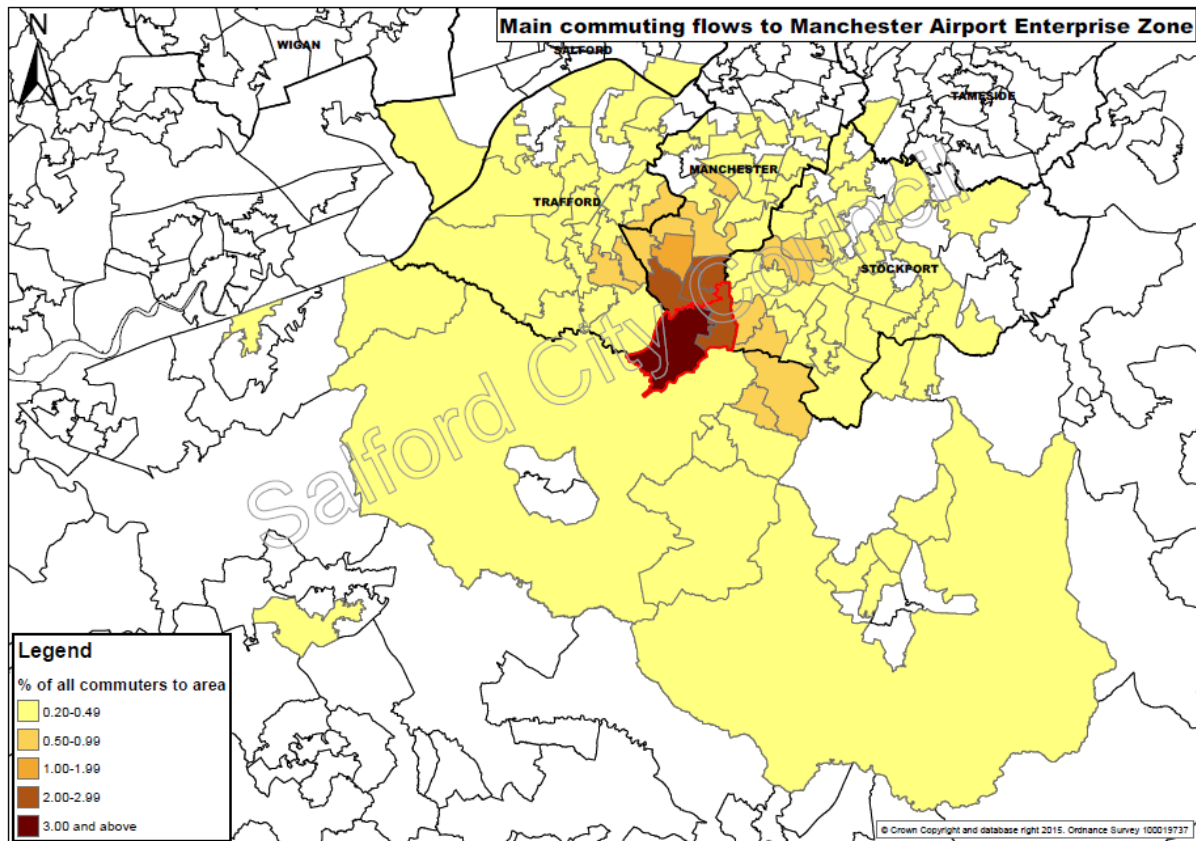 Main commuting flows to Manchester Airport Enterprise Zone
N
WIGAN
SALFORD
TAMESIDE
MANCHESTER
TRAFFORD
STOCKPORT
Salford City Council
Legend
% of all commuters to area
0.20-0.49
0.50-0.99
1.00-1.99
2.00-2.99
3.00 and above
© Crown Copyright and database right 2015. Ordnance Survey 100019737